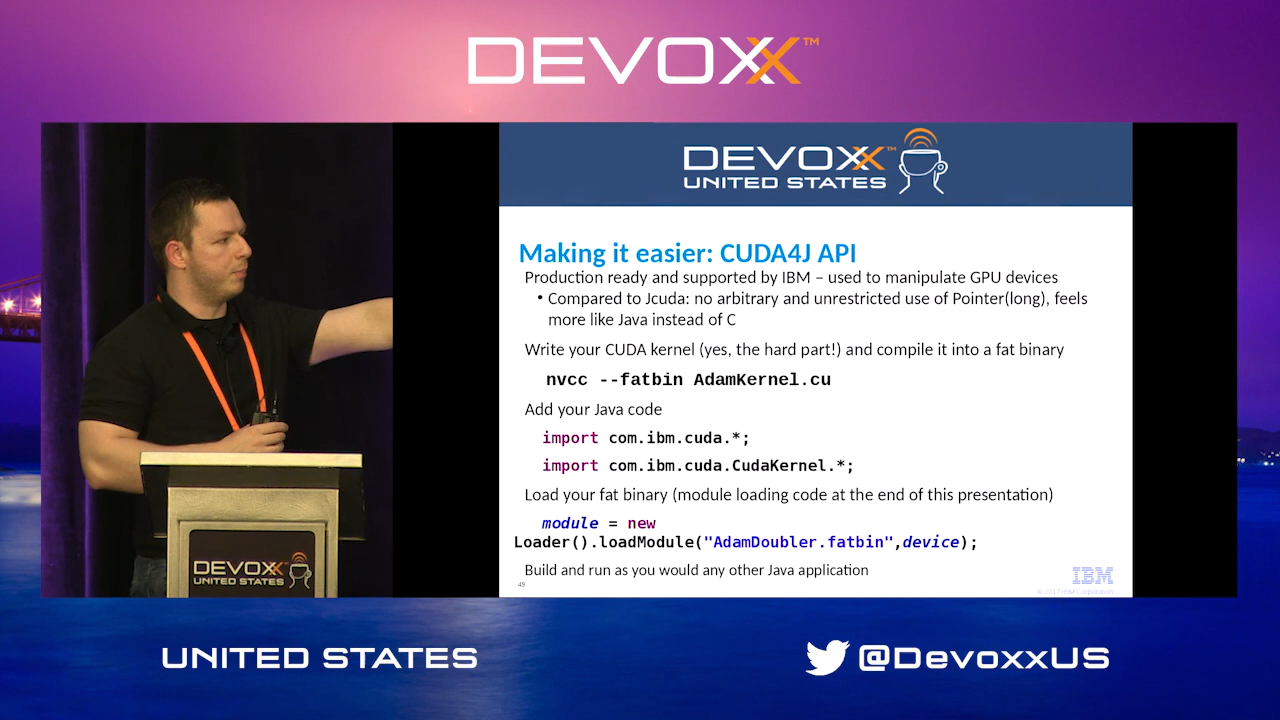 DEVOXX™
DEVOXX™
UNITED STATES
Making it easier: CUDA4J API
Production ready and supported by IBM – used to manipulate GPU devices
• Compared to Jcuda: no arbitrary and unrestricted use of Pointer(long), feels
more like Java instead of C
Write your CUDA kernel (yes, the hard part!) and compile it into a fat binary
nvcc --fatbin AdamKernel.cu
Add your Java code
import com.ibm.cuda.*;
import com.ibm.cuda.CudaKernel.*;
Load your fat binary (module loading code at the end of this presentation)
module = new
Loader().loadModule("AdamDoubler.fatbin",device);
Build and run as you would any other Java application
49
IBM
© 2017 IBM Corporation
DEVOXX
UNITED STATES
UNITED STATES
@DevoxxUS